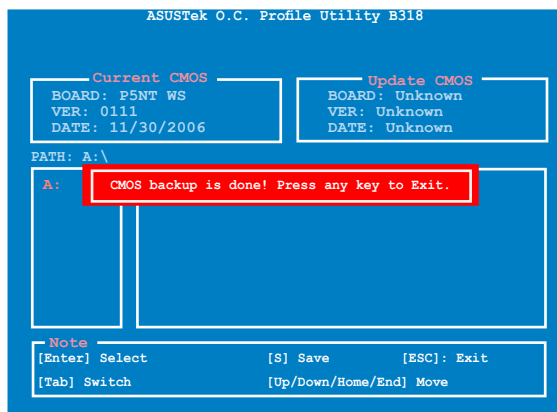 ASUSTek O.C. Profile Utility B318
Current CMOS
BOARD: P5NT WS
VER: 0111
DATE: 11/30/2006
Update CMOS
BOARD: Unknown
VER: Unknown
DATE: Unknown
PATH: A:\
A:
CMOS backup is done! Press any key to Exit.
Note
[Enter] Select [S] Save [ESC]: Exit
[Tab] Switch [Up/Down/Home/End] Move